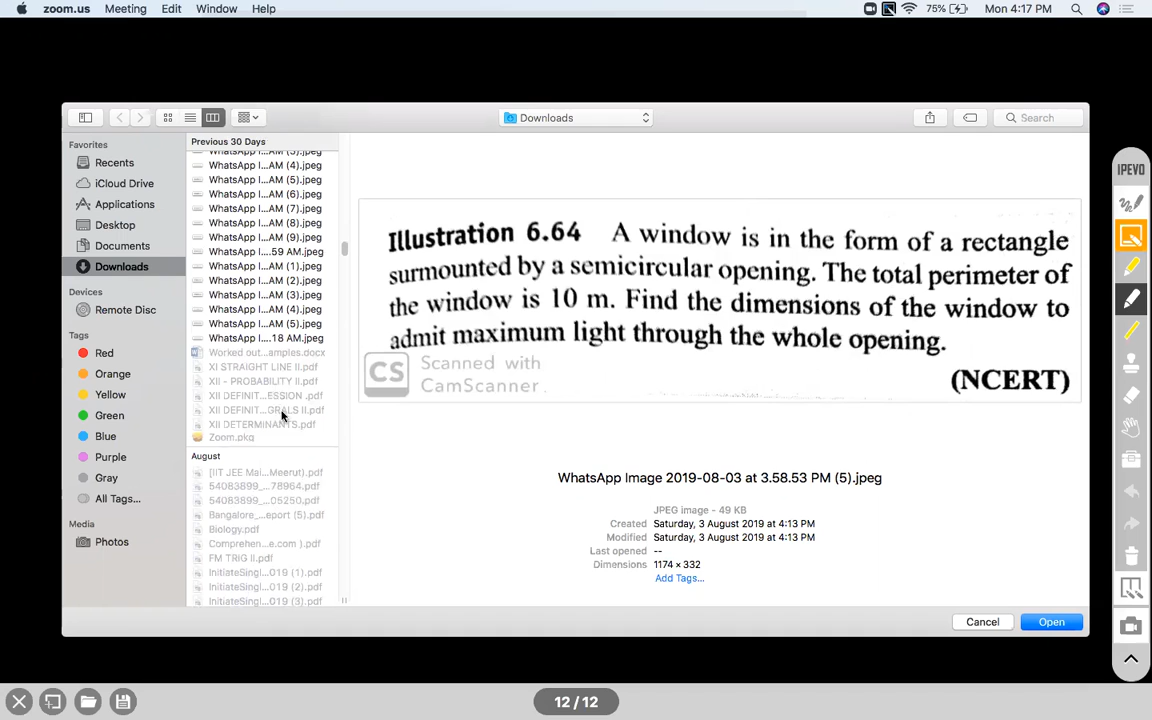 zoom.us Meeting Edit Window Help
75% Mon 4:17 PM
Downloads
Search
Favorites
Recents
iCloud Drive
Applications
Desktop
Documents
Downloads
Devices
Remote Disc
Tags
Red
Orange
Yellow
Green
Blue
Purple
Gray
All Tags...
Media
Photos
Previous 30 Days
WhatsApp I...AM (3).jpeg
WhatsApp I...AM (4).jpeg
WhatsApp I...AM (5).jpeg
WhatsApp I...AM (6).jpeg
WhatsApp I...AM (7).jpeg
WhatsApp I...AM (8).jpeg
WhatsApp I...AM (9).jpeg
WhatsApp I....59 AM.jpeg
WhatsApp I...AM (1).jpeg
WhatsApp I...AM (2).jpeg
WhatsApp I...AM (3).jpeg
WhatsApp I...AM (4).jpeg
WhatsApp I...AM (5).jpeg
WhatsApp I....18 AM.jpeg
Worked out...amples.docx
XI STRAIGHT LINE II.pdf
XII - PROBABILITY II.pdf
XII DEFINIT...ESSION .pdf
XII DEFINIT...GRALS II.pdf
XII DETERMINANTS.pdf
Zoom.pkg
August
[IIT JEE Mai...Meerut).pdf
54083899_...78964.pdf
54083899_...05250.pdf
Bangalore_...eport (5).pdf
Biology.pdf
Comprehen...e.com ).pdf
FM TRIG II.pdf
InitiateSingl...019 (1).pdf
InitiateSingl...019 (2).pdf
InitiateSingl...019 (3).pdf
Illustration 6.64 A window is in the form of a rectangle
surmounted by a semicircular opening. The total perimeter of
the window is 10 m. Find the dimensions of the window to
admit maximum light through the whole opening.
(NCERT)
CS Scanned with
CamScanner
WhatsApp Image 2019-08-03 at 3.58.53 PM (5).jpeg
JPEG image - 49 KB
Created Saturday, 3 August 2019 at 4:13 PM
Modified Saturday, 3 August 2019 at 4:13 PM
Last opened --
Dimensions 1174 × 332
Add Tags...
Cancel
Open
IPEVO
12 / 12